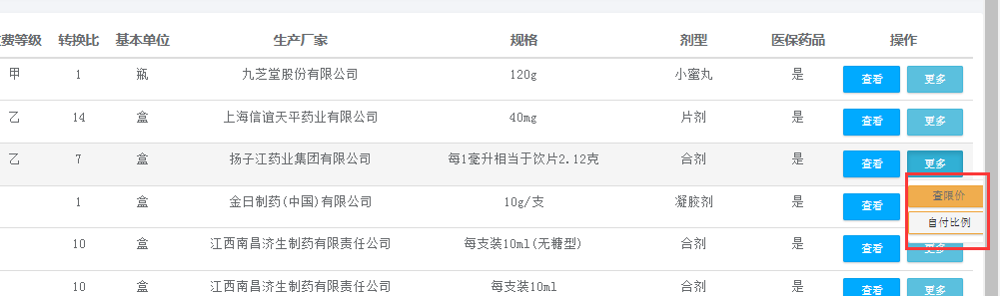 费等级 转换比 基本单位 生产厂家 规格 剂型 医保药品 操作
甲 1 瓶 九芝堂股份有限公司 120g 小蜜丸 是 查看 更多
乙 14 盒 上海信谊天平药业有限公司 40mg 片剂 是 查看 更多
乙 7 盒 扬子江药业集团有限公司 每1毫升相当于饮片2.12克 合剂 是 查看 更多
查限价
自付比例
1 盒 金日制药(中国)有限公司 10g/支 凝胶剂 是 查看
10 盒 江西南昌济生制药有限责任公司 每支装10ml(无糖型) 合剂 是 查看 更多
10 盒 江西南昌济生制药有限责任公司 每支装10ml 合剂 是 查看 更多